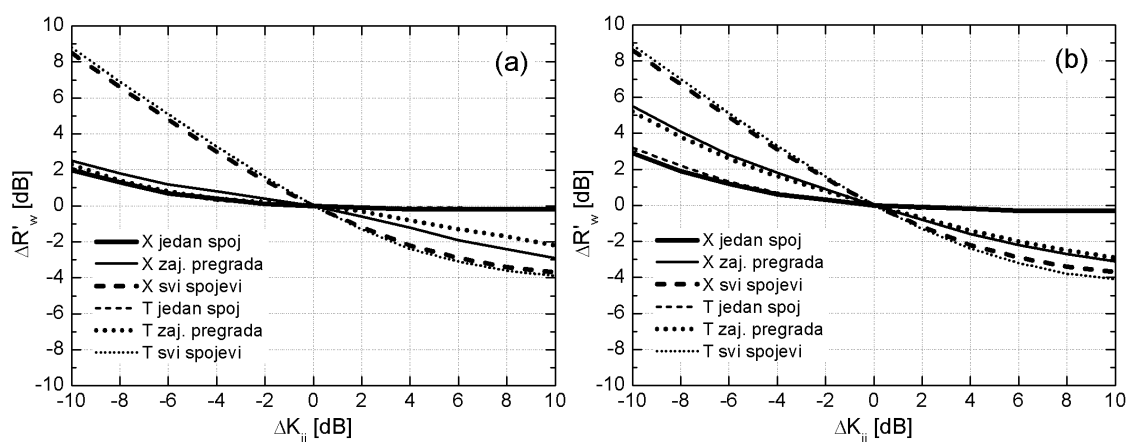 10
8
6
4
2
0
-2
-4
-6
-8
-10
ΔR'w [dB]
(a)
X jedan spoj
X zaj. pregrada
X svi spojevi
T jedan spoj
T zaj. pregrada
T svi spojevi
-10 -8 -6 -4 -2 0 2 4 6 8 10
ΔKij [dB]
10
8
6
4
2
0
-2
-4
-6
-8
-10
ΔR'w [dB]
(b)
X jedan spoj
X zaj. pregrada
X svi spojevi
T jedan spoj
T zaj. pregrada
T svi spojevi
-10 -8 -6 -4 -2 0 2 4 6 8 10
ΔKij [dB]